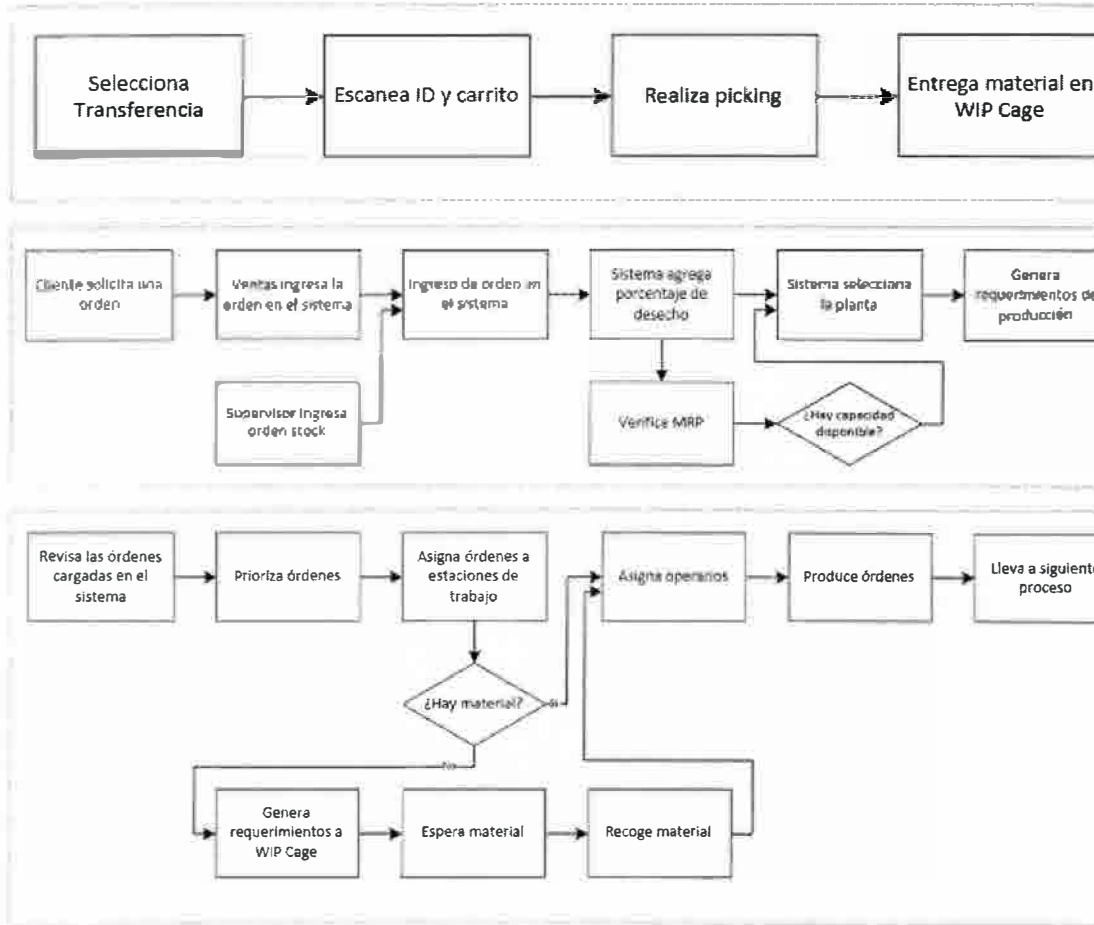 Selecciona
Transferencia
Escanea ID y carrito
Realiza picking
Entrega material en
WIP Cage
Cliente solicita una
orden
Ventas ingresa la
orden en el sistema
Ingreso de orden en
el sistema
Sistema agrega
porcentaje de
desecho
Sistema selecciona
la planta
Genera
requerimientos de
producción
Supervisor ingresa
orden stock
Verifice MRP
¿Hay capacidad
disponible?
Revisa las órdenes
cargadas en el
sistema
Prioriza órdenes
Asigna órdenes a
estaciones de
trabajo
Asigna operarios
Produce órdenes
Lleva a siguiente
proceso
¿Hay material?
No
Genera
requerimientos a
WIP Cage
Espera material
Recoge material